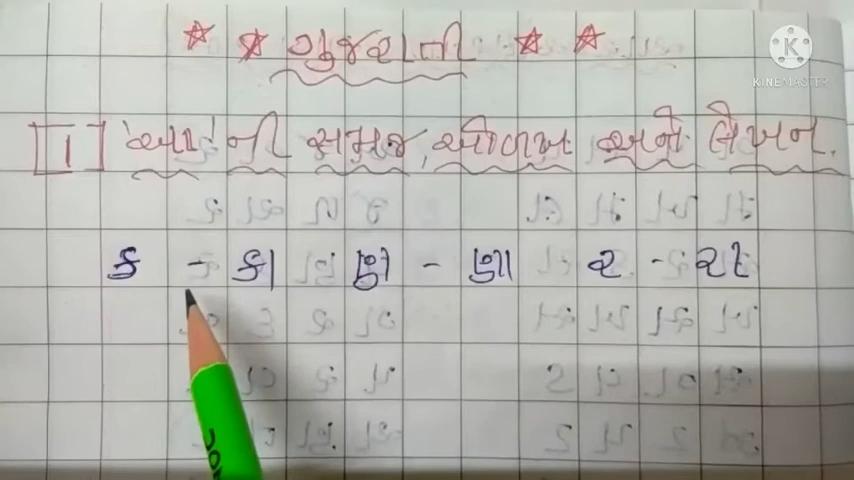 ☆ ☆ ગુજરાતી ☆ ☆
1 'આા' ની સમજ, ઓળખ અને લેખન.
ક - કા ણ - ણા ર - રા
KINEMASTER